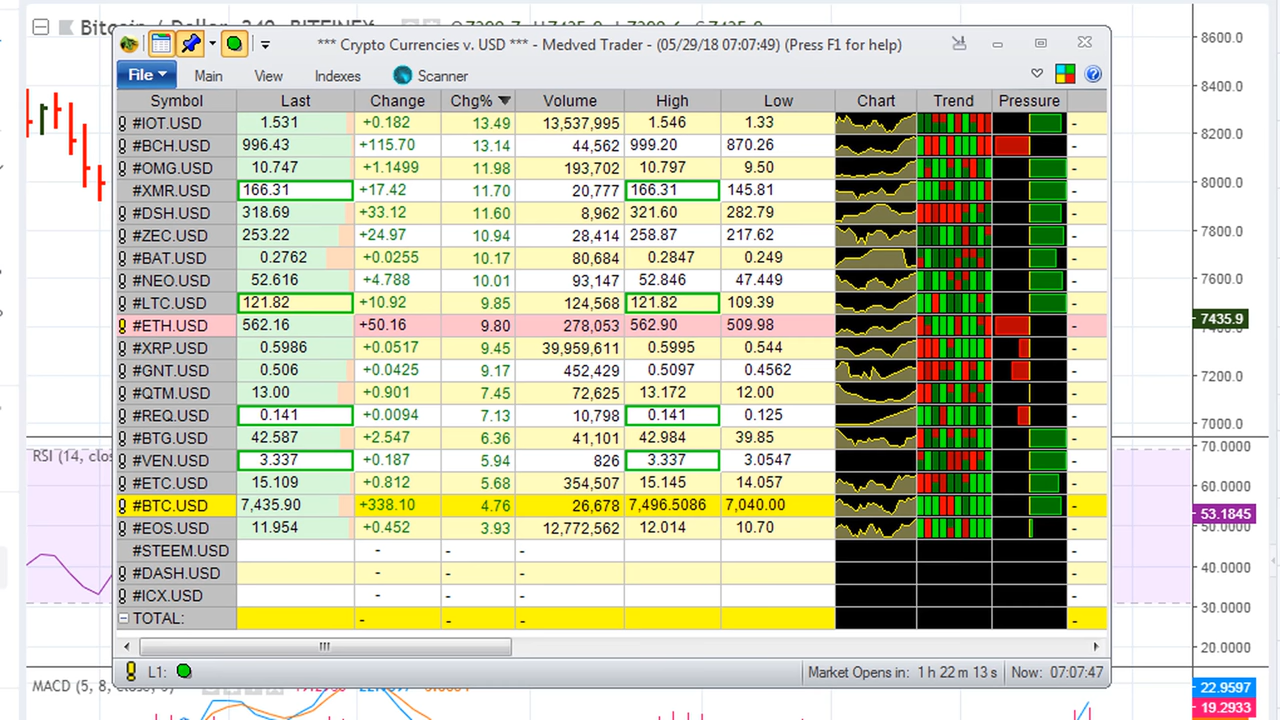 *** Crypto Currencies v. USD *** - Medved Trader - (05/29/18 07:07:49) (Press F1 for help)
File Main View Indexes Scanner
Symbol Last Change Chg% Volume High Low Chart Trend Pressure
#IOT.USD 1.531 +0.182 13.49 13,537,995 1.546 1.33 -
#BCH.USD 996.43 +115.70 13.14 44,562 999.20 870.26 -
#OMG.USD 10.747 +1.1499 11.98 193,702 10.797 9.50 -
#XMR.USD 166.31 +17.42 11.70 20,777 166.31 145.81 -
#DSH.USD 318.69 +33.12 11.60 8,962 321.60 282.79 -
#ZEC.USD 253.22 +24.97 10.94 28,414 258.87 217.62 -
#BAT.USD 0.2762 +0.0255 10.17 80,684 0.2847 0.249 -
#NEO.USD 52.616 +4.788 10.01 93,147 52.846 47.449 -
#LTC.USD 121.82 +10.92 9.85 124,568 121.82 109.39 -
#ETH.USD 562.16 +50.16 9.80 278,053 562.90 509.98 -
#XRP.USD 0.5986 +0.0517 9.45 39,959,611 0.5995 0.544 -
#GNT.USD 0.506 +0.0425 9.17 452,429 0.5097 0.4562 -
#QTM.USD 13.00 +0.901 7.45 72,625 13.172 12.00 -
#REQ.USD 0.141 +0.0094 7.13 10,798 0.141 0.125 -
#BTG.USD 42.587 +2.547 6.36 41,101 42.984 39.85 -
#VEN.USD 3.337 +0.187 5.94 826 3.337 3.0547 -
#ETC.USD 15.109 +0.812 5.68 354,507 15.145 14.057 -
#BTC.USD 7,435.90 +338.10 4.76 26,678 7,496.5086 7,040.00 -
#EOS.USD 11.954 +0.452 3.93 12,772,562 12.014 10.70 -
#STEEM.USD - - - -
#DASH.USD - - - -
#ICX.USD - - - -
TOTAL: - - - -
L1: Market Opens in: 1 h 22 m 13 s Now: 07:07:47
8600.0
8400.0
8200.0
8000.0
7800.0
7600.0
7435.9
7200.0
7000.0
70.0000
60.0000
53.1845
50.0000
40.0000
30.0000
20.0000
22.9597
19.2933
RSI (14, clos
MACD (5, 8, close, 5)